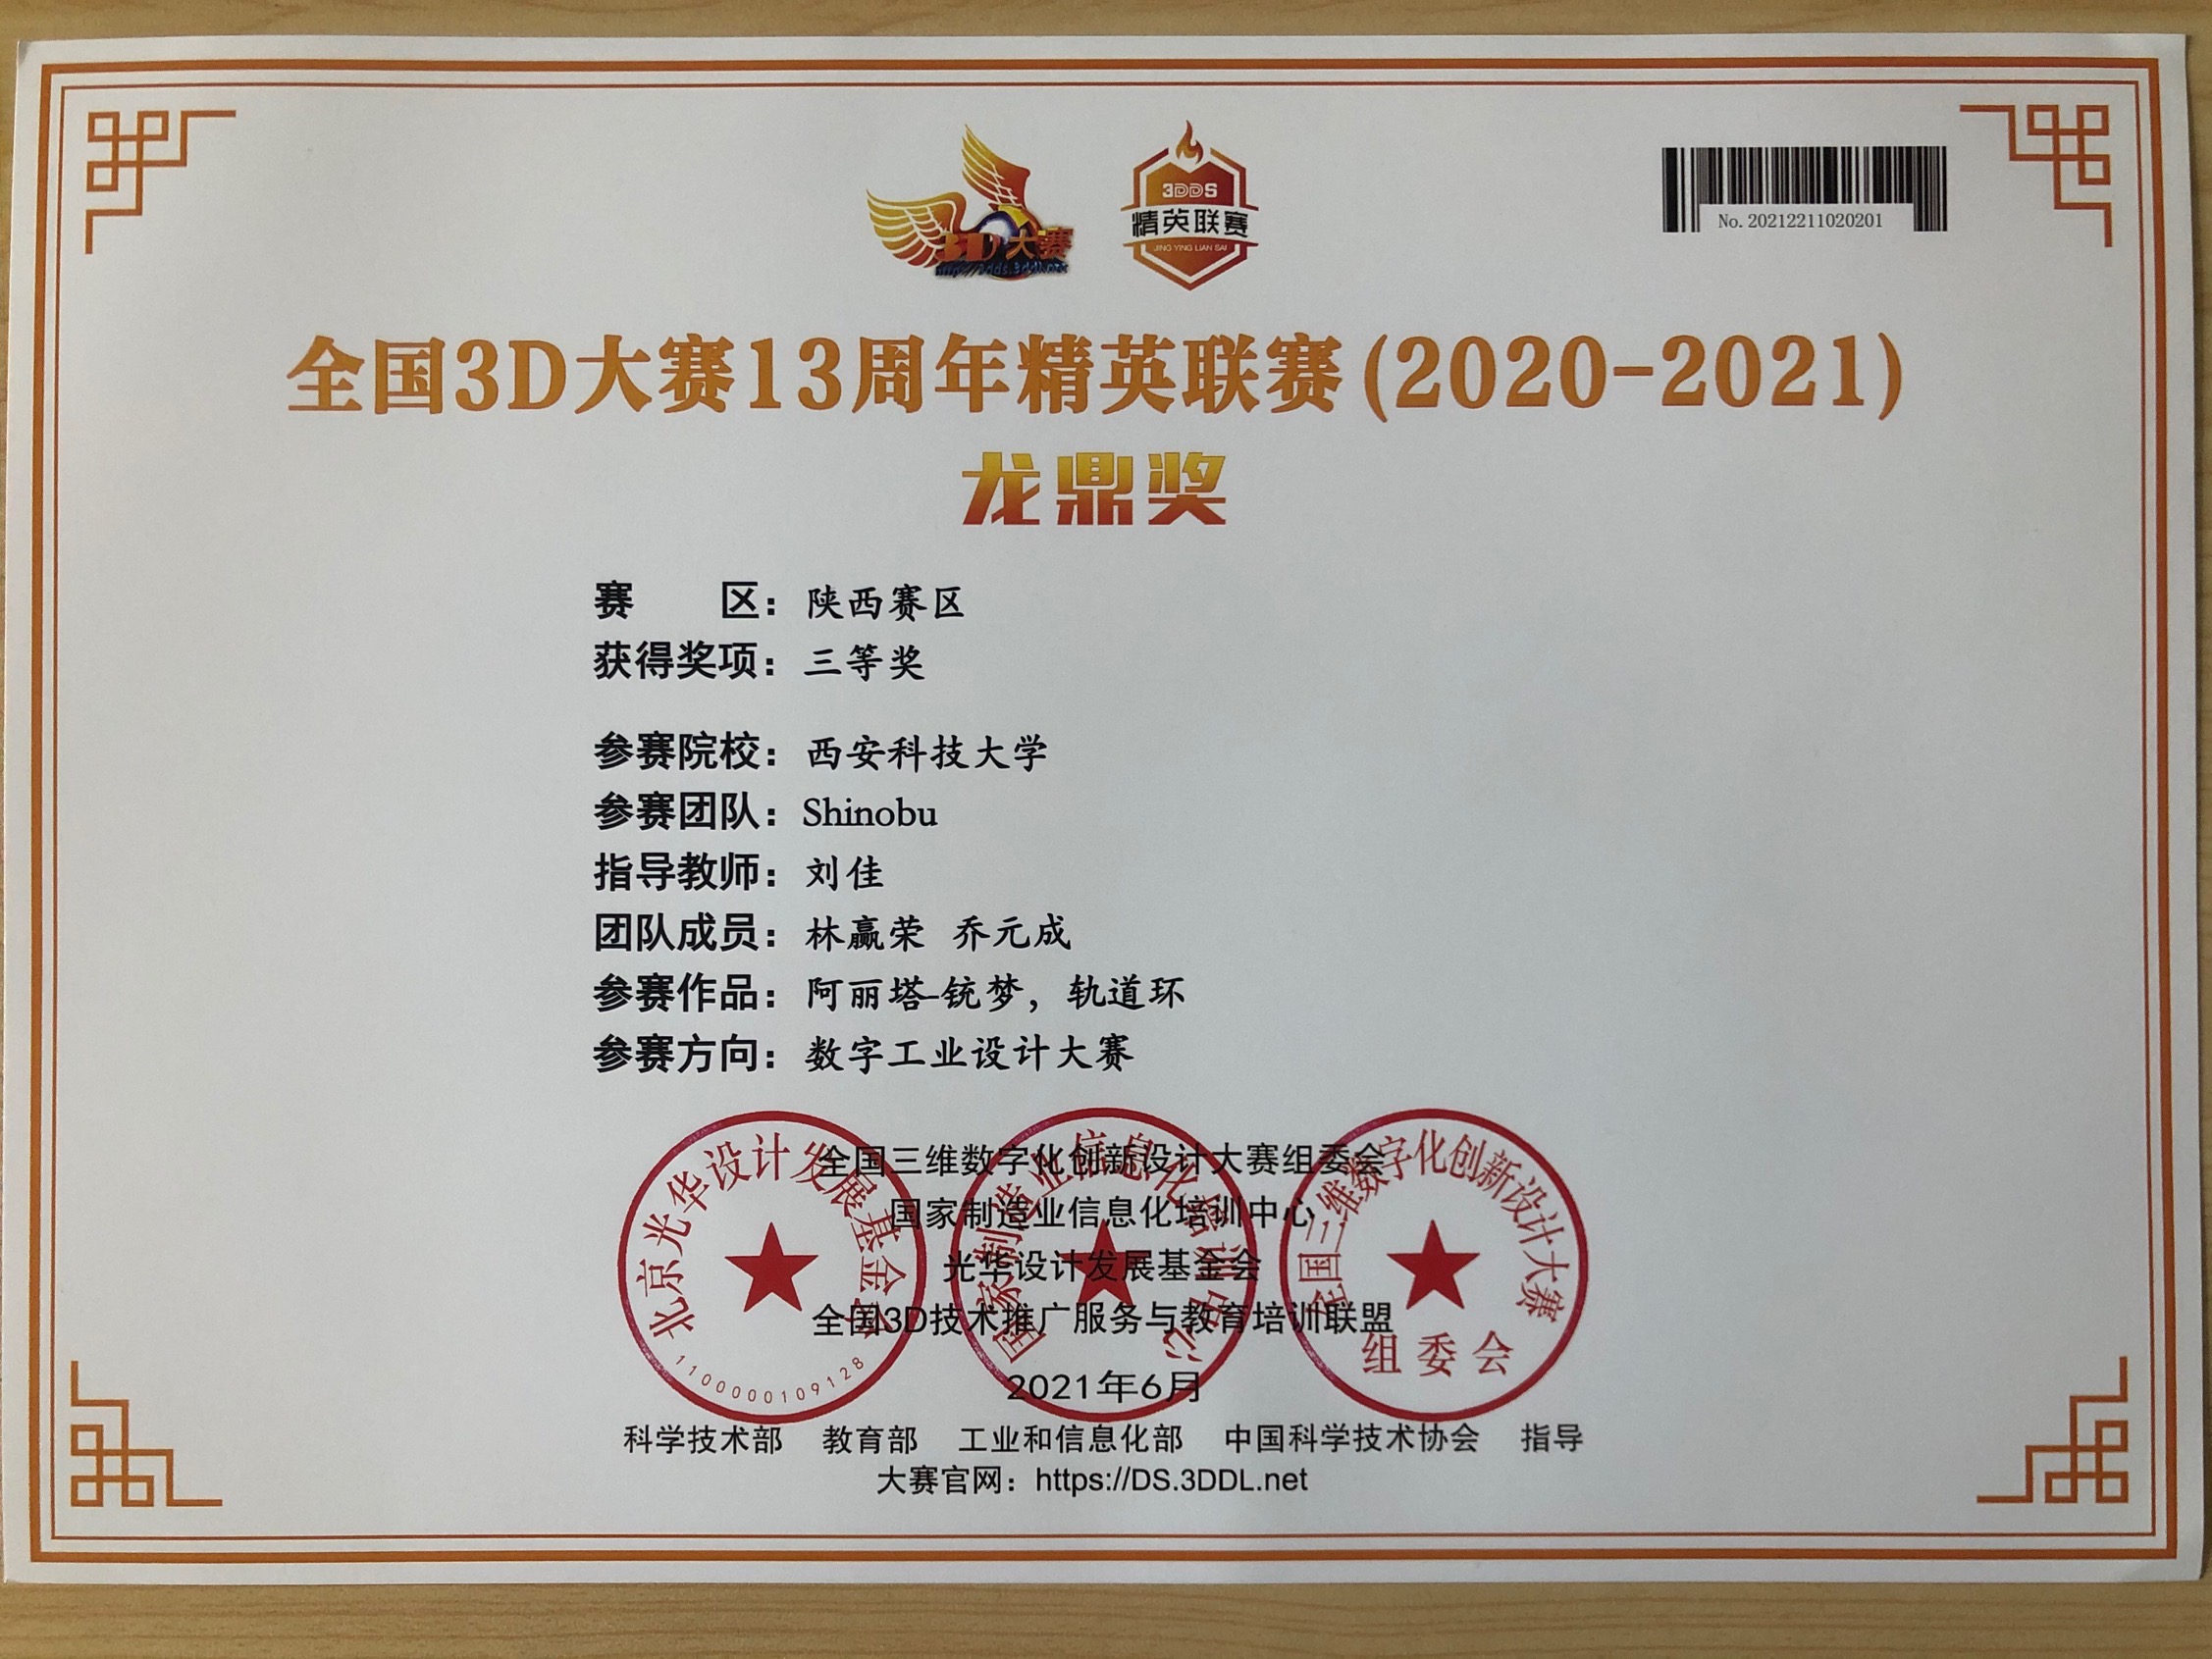 3D大赛
3DDS
精英联赛
JING YING LIAN SAI
No. 20212211020201
全国3D大赛13周年精英联赛(2020-2021)
龙鼎奖
赛 区：陕西赛区
获得奖项：三等奖
参赛院校：西安科技大学
参赛团队：Shinobu
指导教师：刘佳
团队成员：林赢荣 乔元成
参赛作品：阿丽塔-铳梦，轨道环
参赛方向：数字工业设计大赛
全国三维数字化创新设计大赛组委会
国家制造业信息化培训中心
光华设计发展基金会
全国3D技术推广服务与教育培训联盟
2021年6月
北京光华设计发展基金会
1100000109128
国家制造业信息化培训中心
全国三维数字化创新设计大赛
组委会
科学技术部 教育部 工业和信息化部 中国科学技术协会 指导
大赛官网：https://DS.3DDL.net